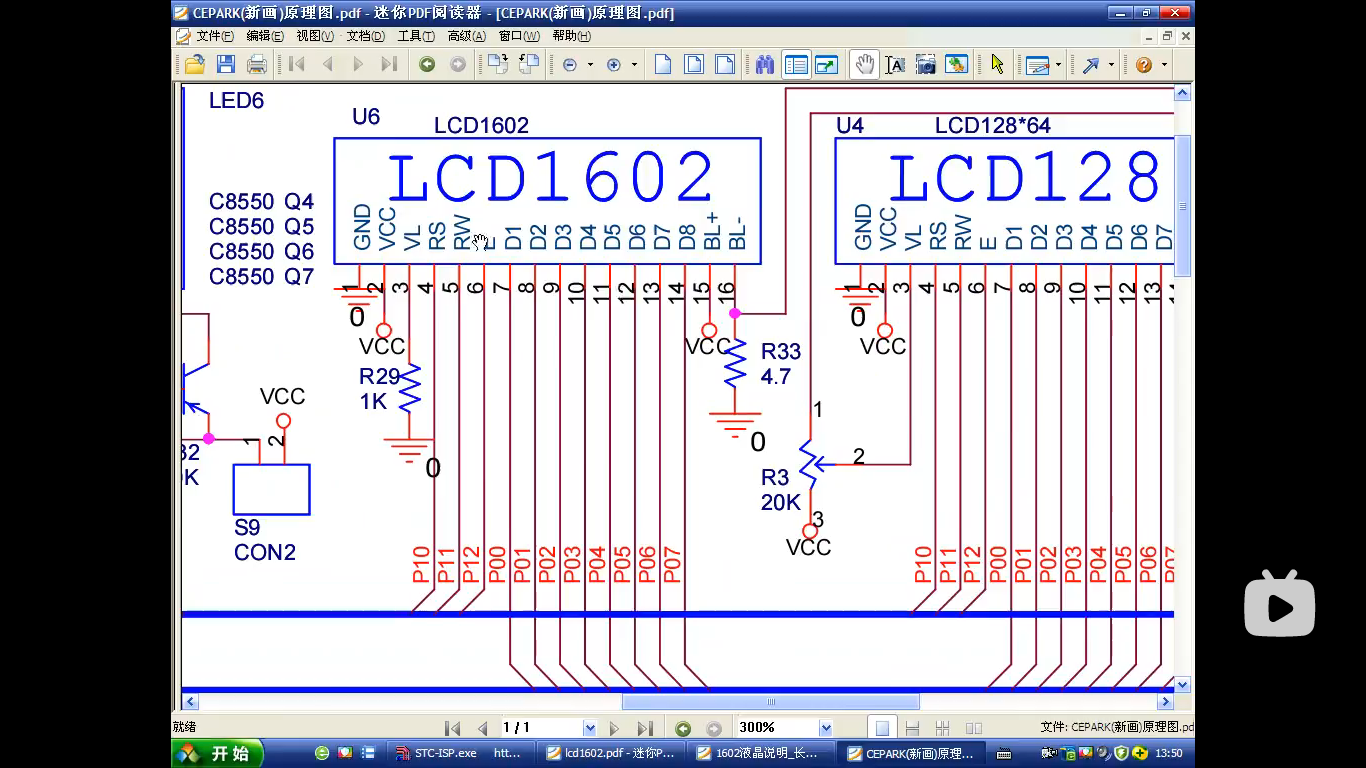 CEPARK(新画)原理图.pdf - 迷你PDF阅读器 - [CEPARK(新画)原理图.pdf]
文件(F) 编辑(E) 视图(V) 文档(D) 工具(T) 高级(A) 窗口(W) 帮助(H)
LED6
U6
LCD1602
LCD1602
GND VCC VL RS RW E D1 D2 D3 D4 D5 D6 D7 D8 BL+ BL-
1 2 3 4 5 6 7 8 9 10 11 12 13 14 15 16
U4
LCD128*64
LCD128
GND VCC VL RS RW E D1 D2 D3 D4 D5 D6 D7
1 2 3 4 5 6 7 8 9 10 11 12 13
C8550 Q4
C8550 Q5
C8550 Q6
C8550 Q7
0
VCC
R29
1K
0
VCC
R33
4.7
0
0
VCC
1
2
R3
20K
3
VCC
VCC
1 2
S9
CON2
P10 P11 P12 P00 P01 P02 P03 P04 P05 P06 P07
P10 P11 P12 P00 P01 P02 P03 P04 P05 P06 P07
就绪
1 / 1
300%
文件: CEPARK(新画)原理图.pd
开始
STC-ISP.exe htt...
lcd1602.pdf - 迷你P...
1602液晶说明_长...
CEPARK(新画)原理...
13:50